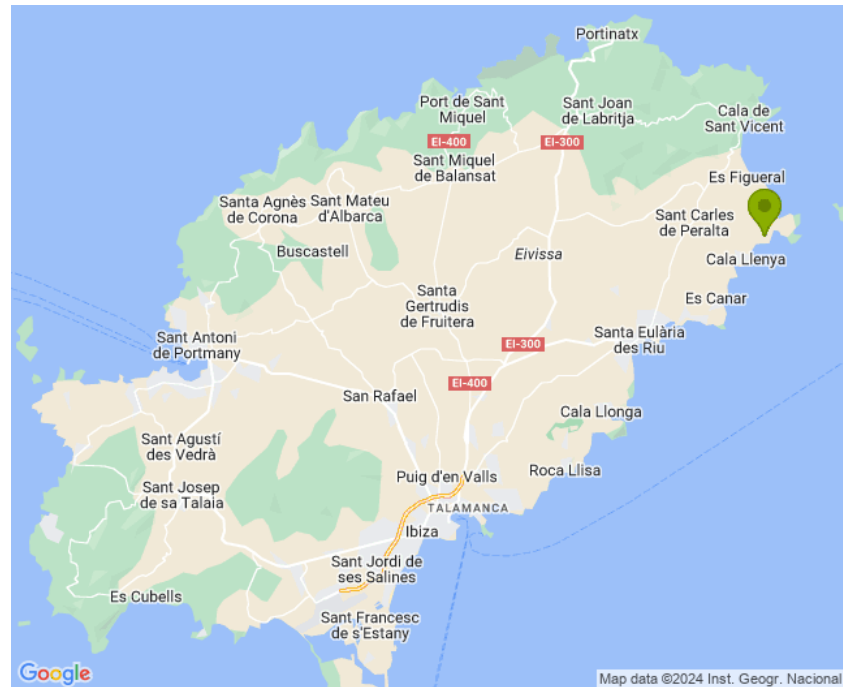 Portinatx
Port de Sant
Miquel
Sant Joan
de Labritja
Cala de
Sant Vicent
EI-400
EI-300
Sant Miquel
de Balansat
Es Figueral
Santa Agnès
de Corona
Sant Mateu
d'Albarca
Sant Carles
de Peralta
Buscastell
Eivissa
Cala Llenya
Santa
Gertrudis
de Fruitera
Es Canar
Sant Antoni
de Portmany
Santa Eulària
des Riu
EI-300
EI-400
San Rafael
Cala Llonga
Sant Agustí
des Vedrà
Roca Llisa
Puig d'en Valls
Sant Josep
de sa Talaia
TALAMANCA
Ibiza
Sant Jordi de
ses Salines
Es Cubells
Sant Francesc
de s'Estany
Google
Map data ©2024 Inst. Geogr. Nacional